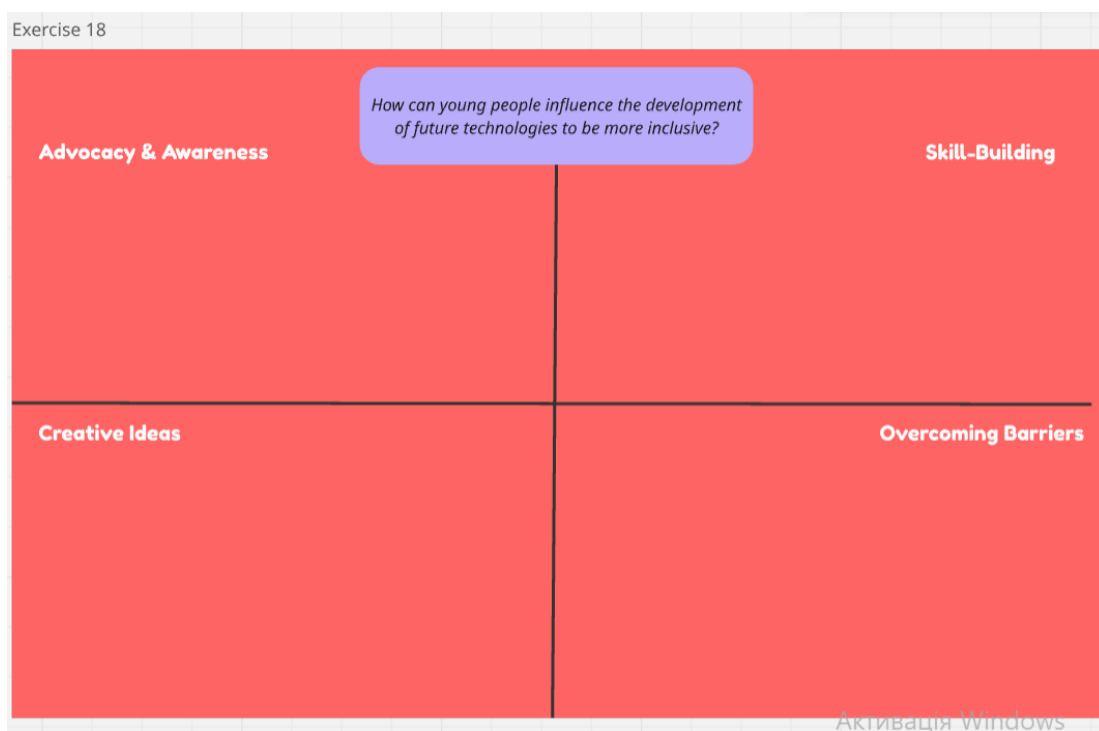 Exercise 18
How can young people influence the development
of future technologies to be more inclusive?
Advocacy & Awareness
Skill-Building
Creative Ideas
Overcoming Barriers
Активація Windows